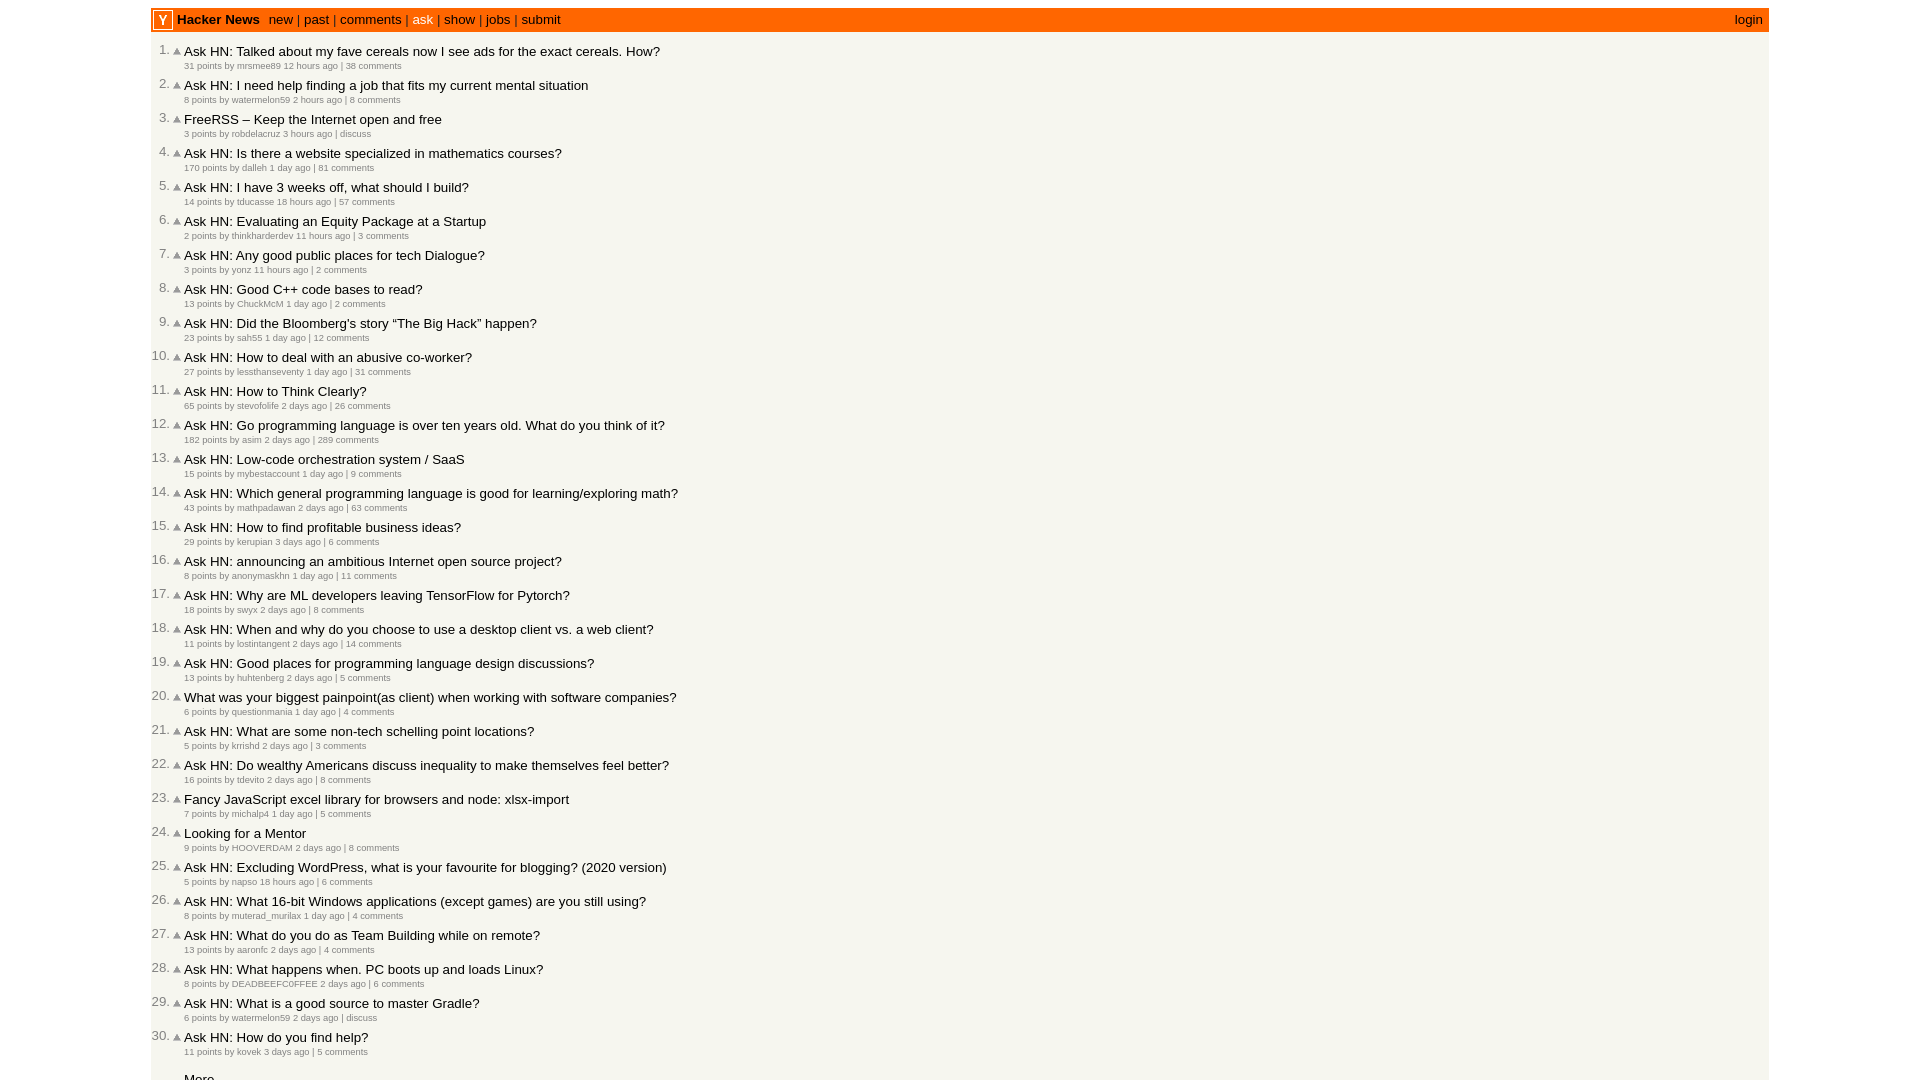 Y Hacker News new | past | comments | ask | show | jobs | submit login
1. Ask HN: Talked about my fave cereals now I see ads for the exact cereals. How?
31 points by mrsmee89 12 hours ago | 38 comments
2. Ask HN: I need help finding a job that fits my current mental situation
8 points by watermelon59 2 hours ago | 8 comments
3. FreeRSS – Keep the Internet open and free
3 points by robdelacruz 3 hours ago | discuss
4. Ask HN: Is there a website specialized in mathematics courses?
170 points by dalleh 1 day ago | 81 comments
5. Ask HN: I have 3 weeks off, what should I build?
14 points by tducasse 18 hours ago | 57 comments
6. Ask HN: Evaluating an Equity Package at a Startup
2 points by thinkharderdev 11 hours ago | 3 comments
7. Ask HN: Any good public places for tech Dialogue?
3 points by yonz 11 hours ago | 2 comments
8. Ask HN: Good C++ code bases to read?
13 points by ChuckMcM 1 day ago | 2 comments
9. Ask HN: Did the Bloomberg's story “The Big Hack” happen?
23 points by sah55 1 day ago | 12 comments
10. Ask HN: How to deal with an abusive co-worker?
27 points by lessthanseventy 1 day ago | 31 comments
11. Ask HN: How to Think Clearly?
65 points by stevofolife 2 days ago | 26 comments
12. Ask HN: Go programming language is over ten years old. What do you think of it?
182 points by asim 2 days ago | 289 comments
13. Ask HN: Low-code orchestration system / SaaS
15 points by mybestaccount 1 day ago | 9 comments
14. Ask HN: Which general programming language is good for learning/exploring math?
43 points by mathpadawan 2 days ago | 63 comments
15. Ask HN: How to find profitable business ideas?
29 points by kerupian 3 days ago | 6 comments
16. Ask HN: announcing an ambitious Internet open source project?
8 points by anonymaskhn 1 day ago | 11 comments
17. Ask HN: Why are ML developers leaving TensorFlow for Pytorch?
18 points by swyx 2 days ago | 8 comments
18. Ask HN: When and why do you choose to use a desktop client vs. a web client?
11 points by lostintangent 2 days ago | 14 comments
19. Ask HN: Good places for programming language design discussions?
13 points by huhtenberg 2 days ago | 5 comments
20. What was your biggest painpoint(as client) when working with software companies?
6 points by questionmania 1 day ago | 4 comments
21. Ask HN: What are some non-tech schelling point locations?
5 points by krrishd 2 days ago | 3 comments
22. Ask HN: Do wealthy Americans discuss inequality to make themselves feel better?
16 points by tdevito 2 days ago | 8 comments
23. Fancy JavaScript excel library for browsers and node: xlsx-import
7 points by michalp4 1 day ago | 5 comments
24. Looking for a Mentor
9 points by HOOVERDAM 2 days ago | 8 comments
25. Ask HN: Excluding WordPress, what is your favourite for blogging? (2020 version)
5 points by napso 18 hours ago | 6 comments
26. Ask HN: What 16-bit Windows applications (except games) are you still using?
8 points by muterad_murilax 1 day ago | 4 comments
27. Ask HN: What do you do as Team Building while on remote?
13 points by aaronfc 2 days ago | 4 comments
28. Ask HN: What happens when. PC boots up and loads Linux?
8 points by DEADBEEFC0FFEE 2 days ago | 6 comments
29. Ask HN: What is a good source to master Gradle?
6 points by watermelon59 2 days ago | discuss
30. Ask HN: How do you find help?
11 points by kovek 3 days ago | 5 comments
More